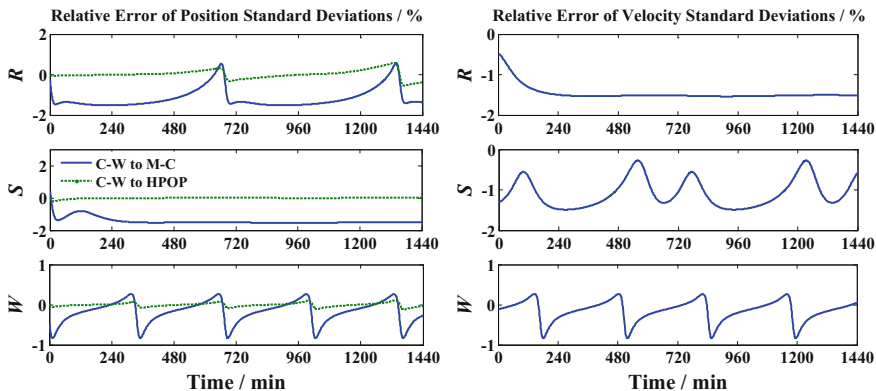 Relative Error of Position Standard Deviations / %
R
2
0
-2
0 240 480 720 960 1200 1440
S
2
0
-2
C-W to M-C
C-W to HPOP
0 240 480 720 960 1200 1440
W
1
0
-1
0 240 480 720 960 1200 1440
Time / min
Relative Error of Velocity Standard Deviations / %
R
0
-1
-2
0 240 480 720 960 1200 1440
S
0
-1
-2
0 240 480 720 960 1200 1440
W
1
0
-1
0 240 480 720 960 1200 1440
Time / min